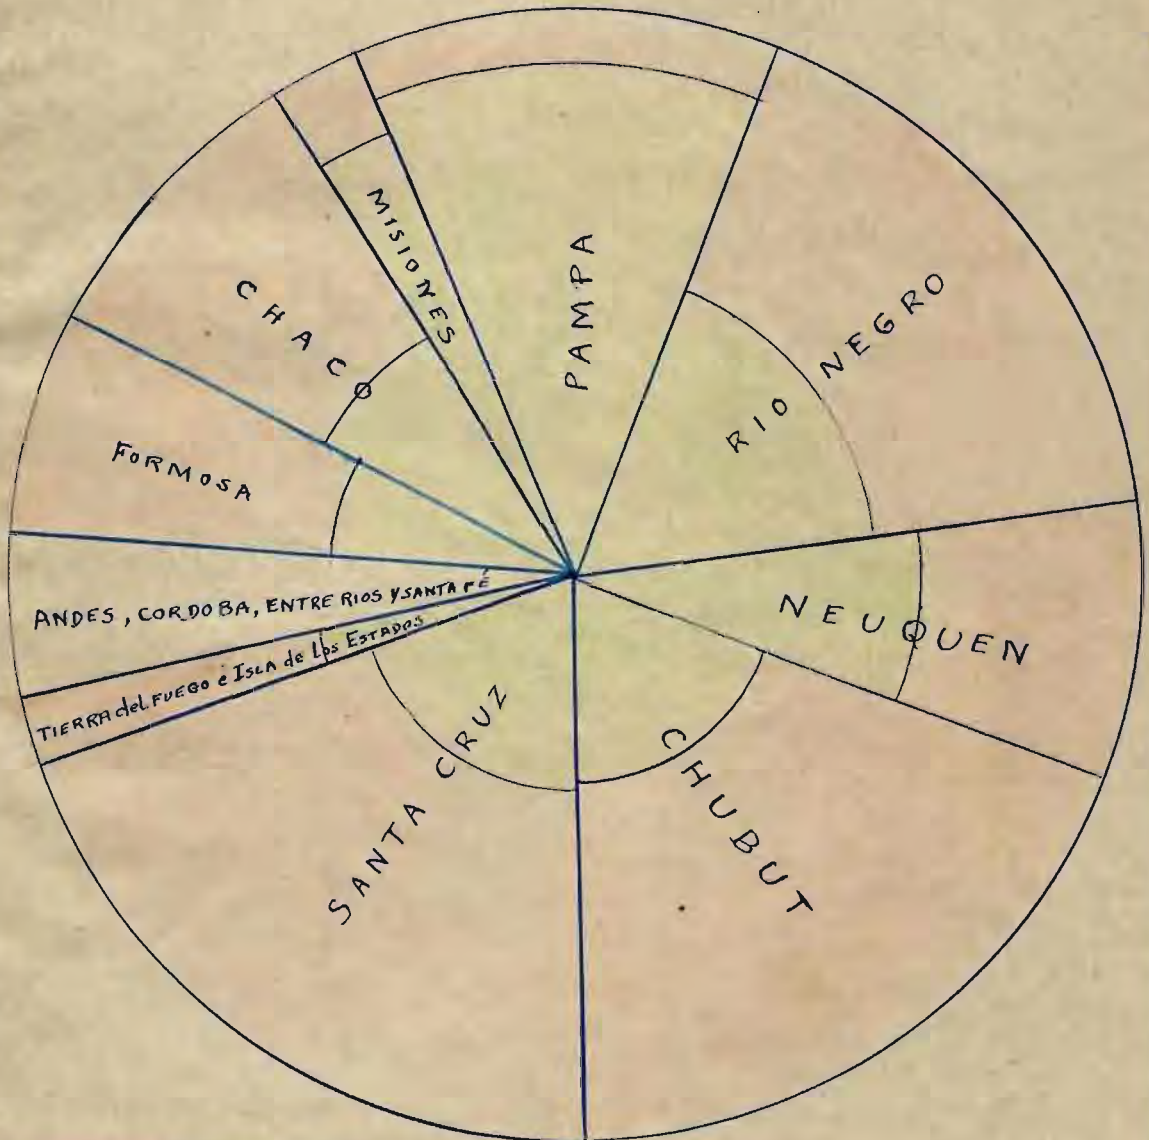 PAMPA
RIO NEGRO
NEUQUEN
CHUBUT
SANTA CRUZ
TIERRA del FUEGO é ISLA de Los ESTADOS
ANDES, CORDOBA, ENTRE RIOS Y SANTA FÉ
FORMOSA
CHACO
MISIONES